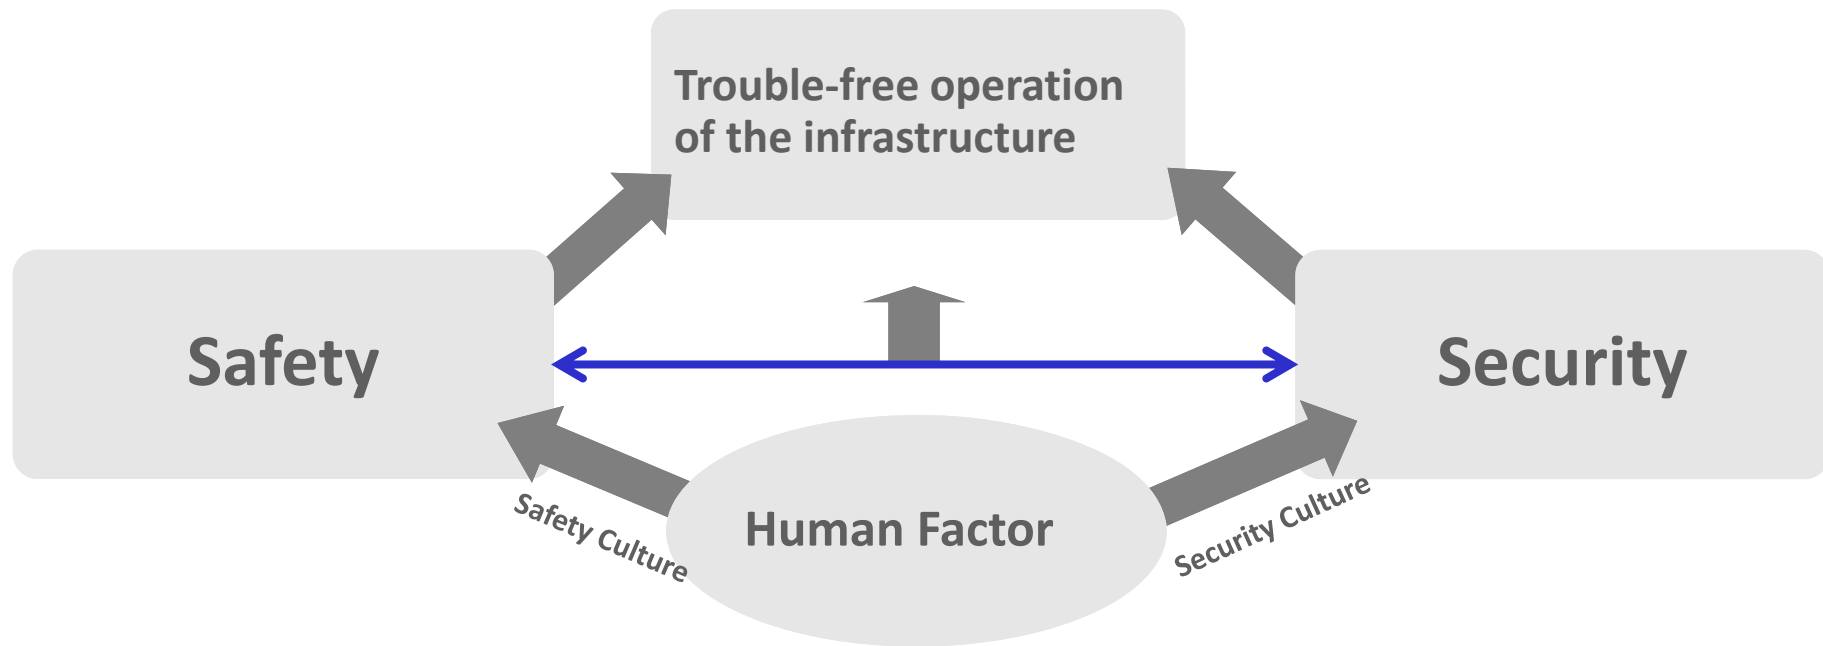 Trouble-free operation
of the infrastructure
Safety
Security
Safety Culture
Human Factor
Security Culture